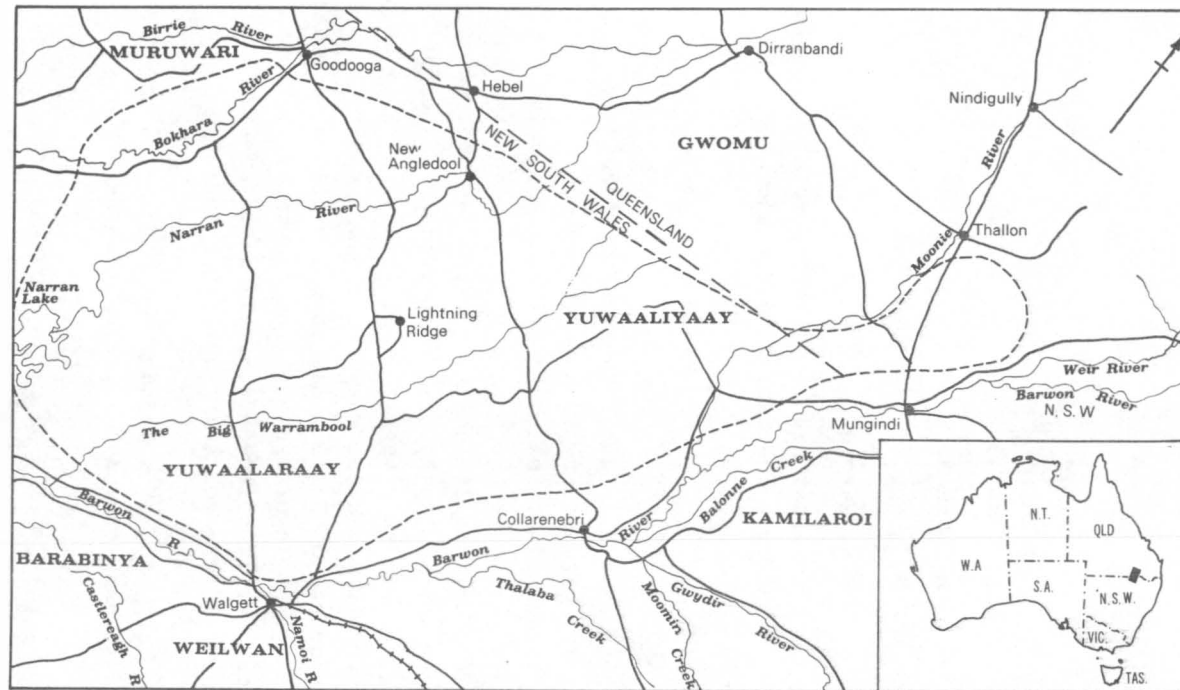 Birrie
River
MURUWARI
Goodooga
River
Bokhara
Hebel
Dirranbandi
Nindigully
New
Angledool
NEW SOUTH WALES
QUEENSLAND
GWOMU
River
Moonie
Thallon
Narran
River
Narran
Lake
Lightning
Ridge
YUWAALIYAAY
Weir River
Barwon
River
N.S.W
Mungindi
The Big Warrambool
YUWAALARAAY
Barwon
R
BARABINYA
Castlereagh
R
Walgett
WEILWAN
Namoi R
Collarenebri
Barwon
River
Balonne
Creek
KAMILAROI
Thalaba
Creek
Moomin
Creek
Gwydir
River
N.T.
QLD
W.A
S.A.
N.S.W.
VIC.
TAS.